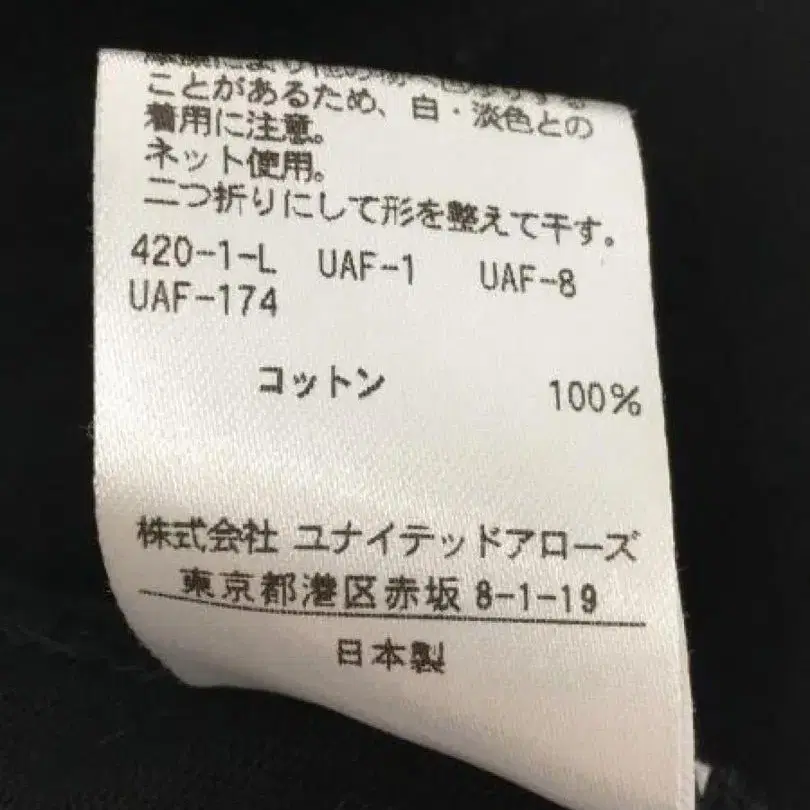 ことがあるため、白・淡色との
着用に注意。
ネット使用。
二つ折りにして形を整えて干す。
420-1-L UAF-1 UAF-8
UAF-174
コットン 100%
株式会社 ユナイテッドアローズ
東京都港区赤坂 8-1-19
日本製